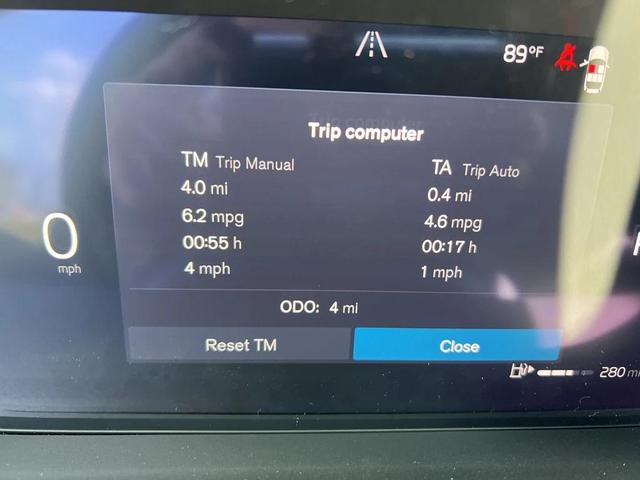 89°F
Trip computer
TM Trip Manual
TA Trip Auto
4.0 mi
0.4 mi
6.2 mpg
4.6 mpg
00:55 h
00:17 h
4 mph
1 mph
0
mph
ODO: 4 mi
Reset TM
Close
280 mi